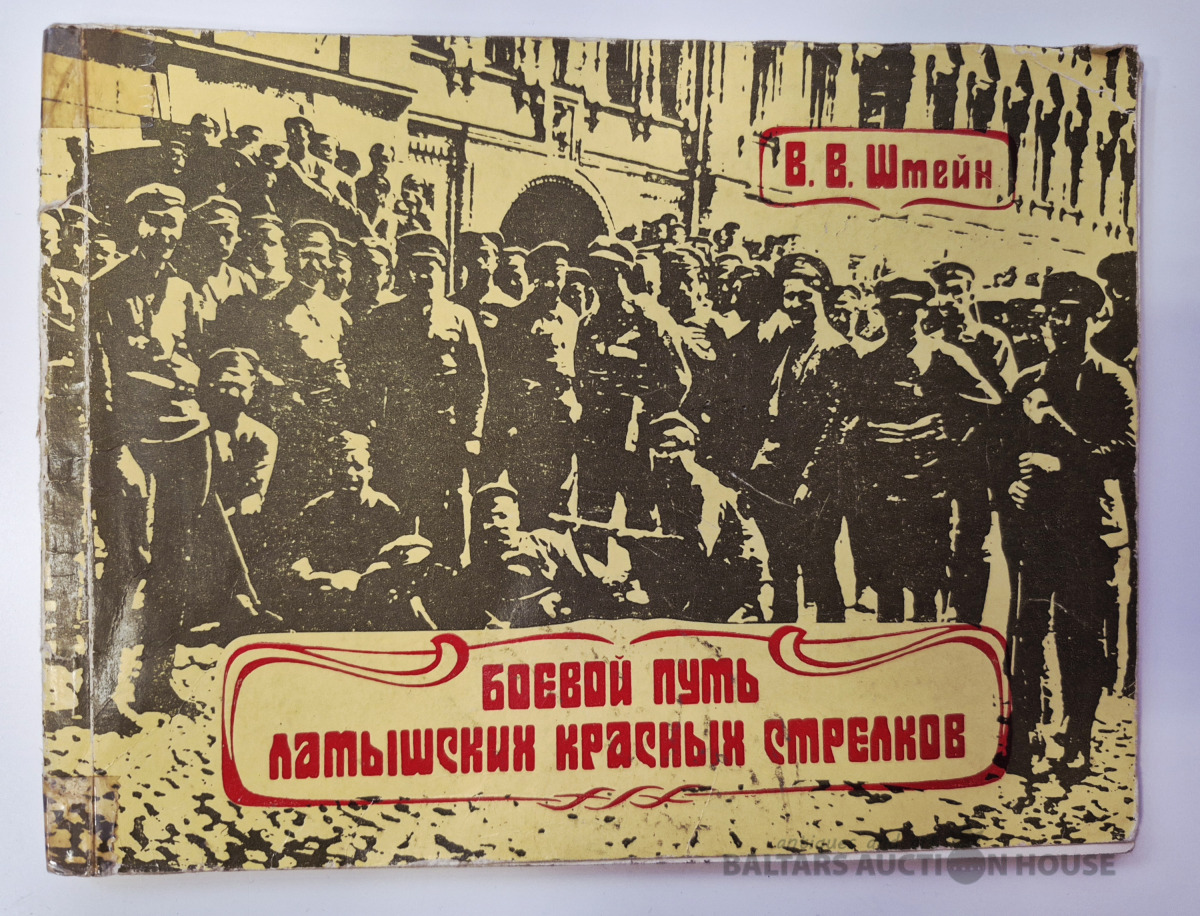 В. В. Штейн
БОЕВОЙ ПУТЬ
ЛАТЫШСКИХ КРАСНЫХ СТРЕЛКОВ
BALTARS AUCTION HOUSE